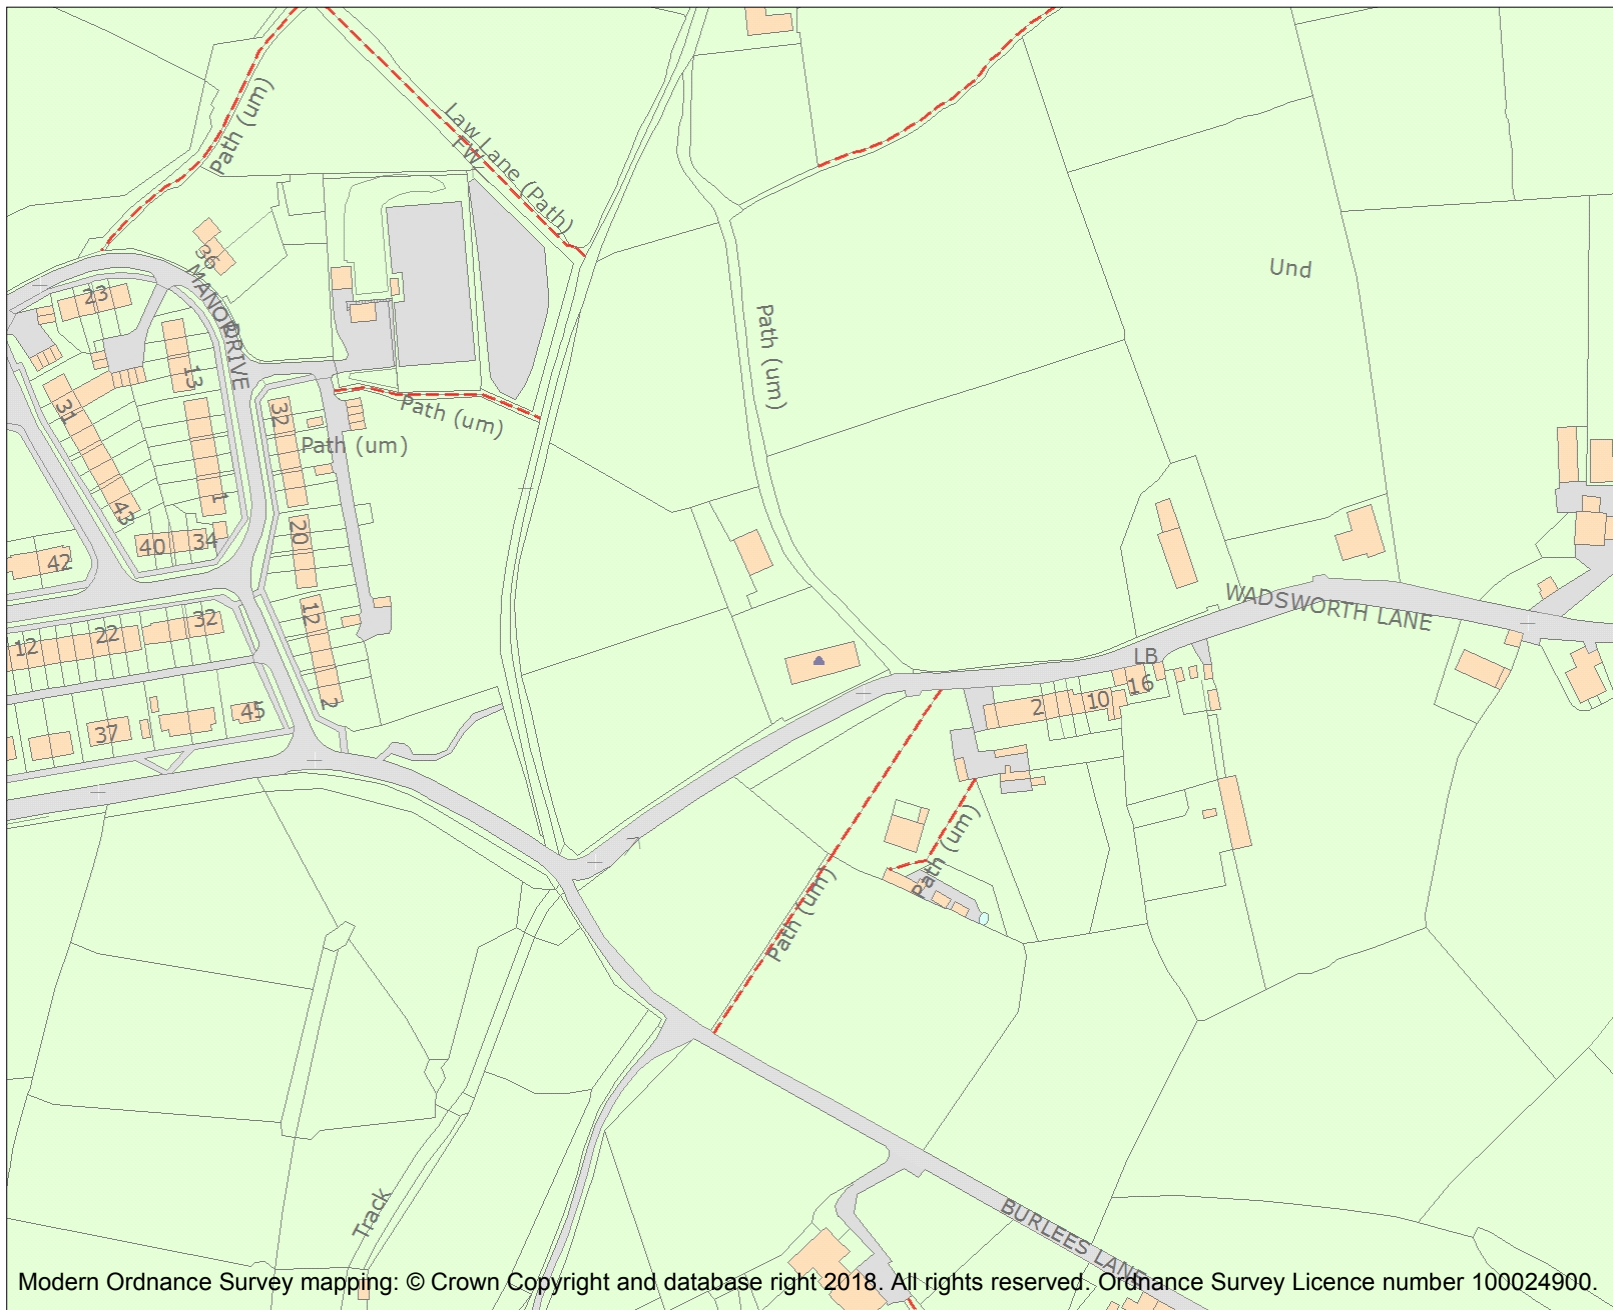 Path (um)
Law Lane (Path)
FW
36
MANOR
DRIVE
23
Und
13
Path (um)
31
32
Path (um)
Path (um)
1
43
20
40
34
42
WADSWORTH LANE
12
32
22
12
LB
16
10
2
2
45
37
Path (um)
Path (um)
Track
BURLEES LANE
Modern Ordnance Survey mapping: © Crown Copyright and database right 2018. All rights reserved. Ordnance Survey Licence number 100024900.